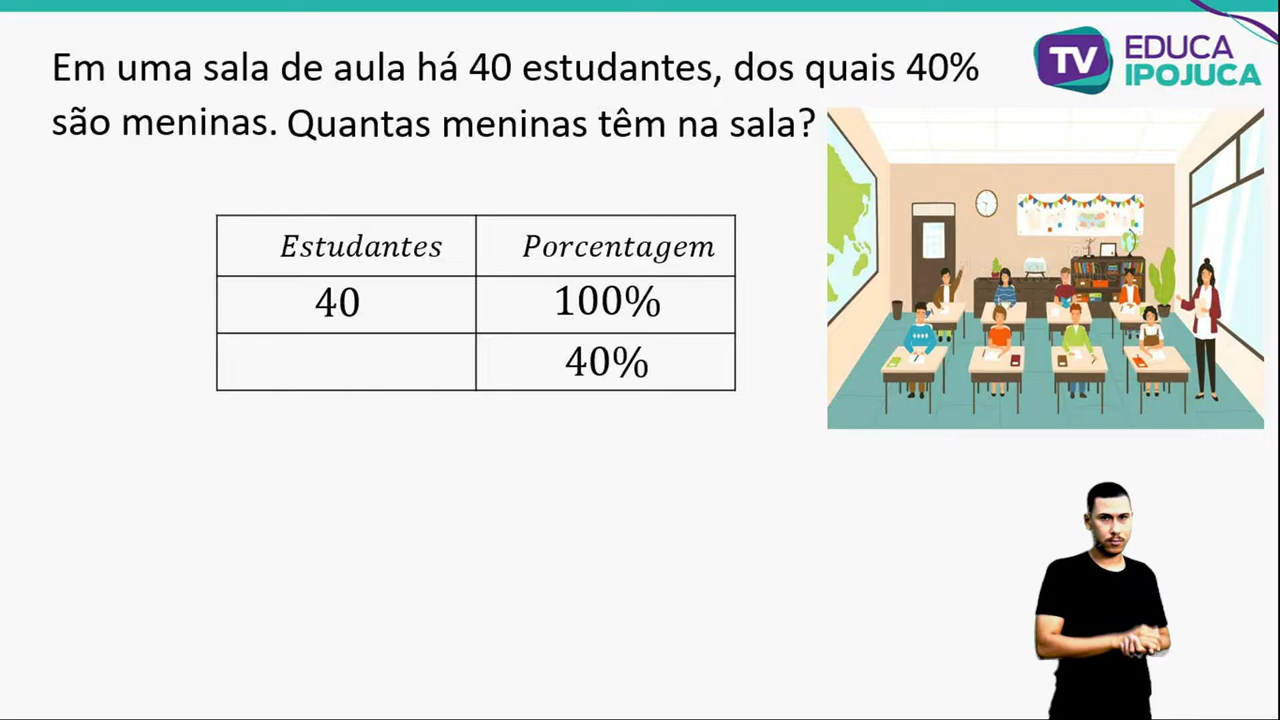 Em uma sala de aula há 40 estudantes, dos quais 40%
são meninas. Quantas meninas têm na sala?
TV EDUCA
IPOJUCA
Estudantes Porcentagem
40 100%
40%